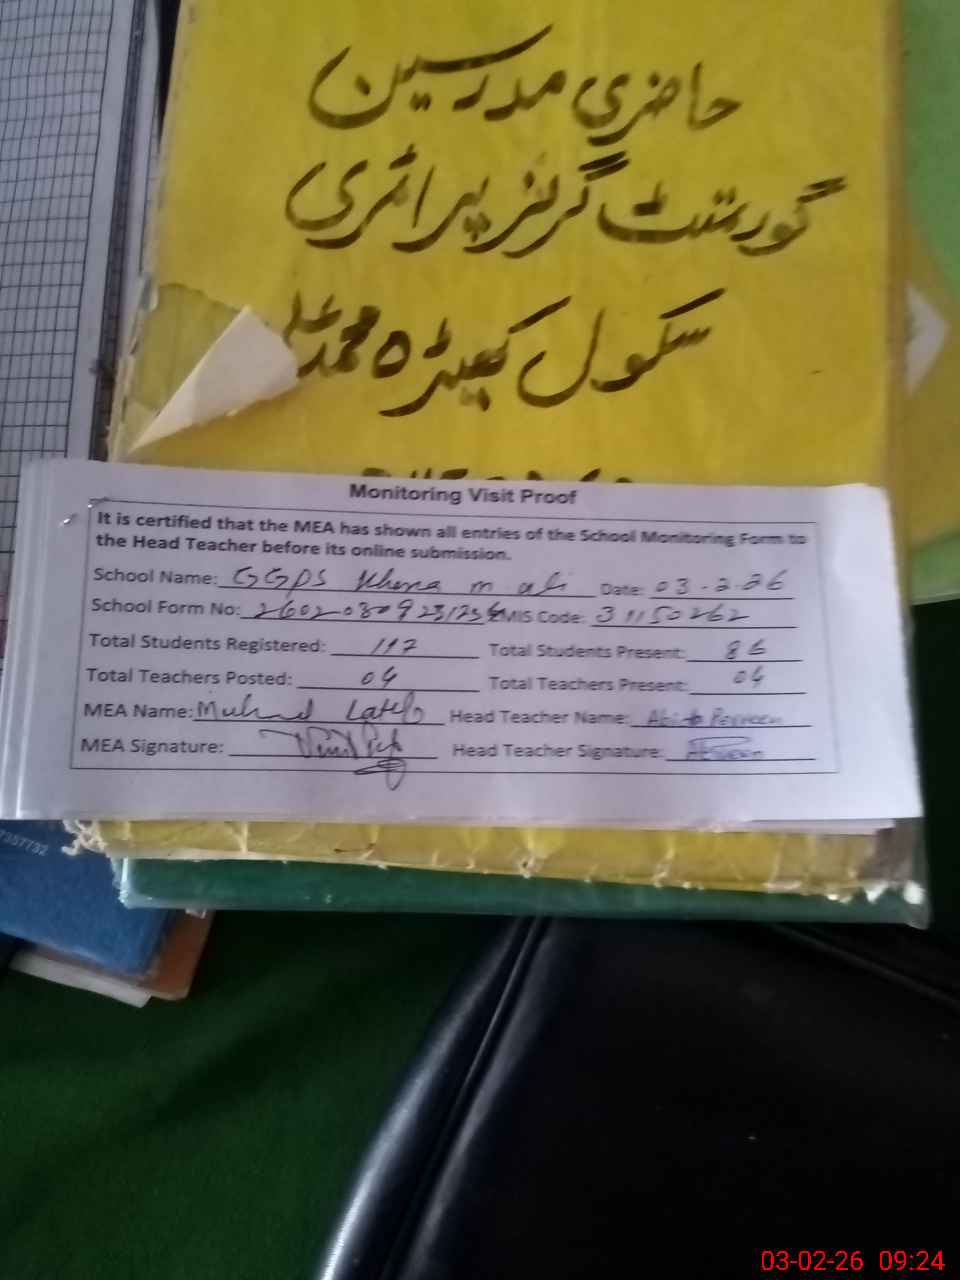 حاضری مدرسین
گورنمنٹ گرلز پرائمری
سکول کھیڑہ محمد علی
Monitoring Visit Proof
It is certified that the MEA has shown all entries of the School Monitoring Form to
the Head Teacher before its online submission.
School Name: GGPS Khera m. ali Date: 03-2-26
School Form No: EMIS Code: 31150262
Total Students Registered: 117 Total Students Present: 86
Total Teachers Posted: 04 Total Teachers Present: 04
MEA Name: Head Teacher Name: Perveen
MEA Signature: Head Teacher Signature:
7357732
03-02-26 09:24